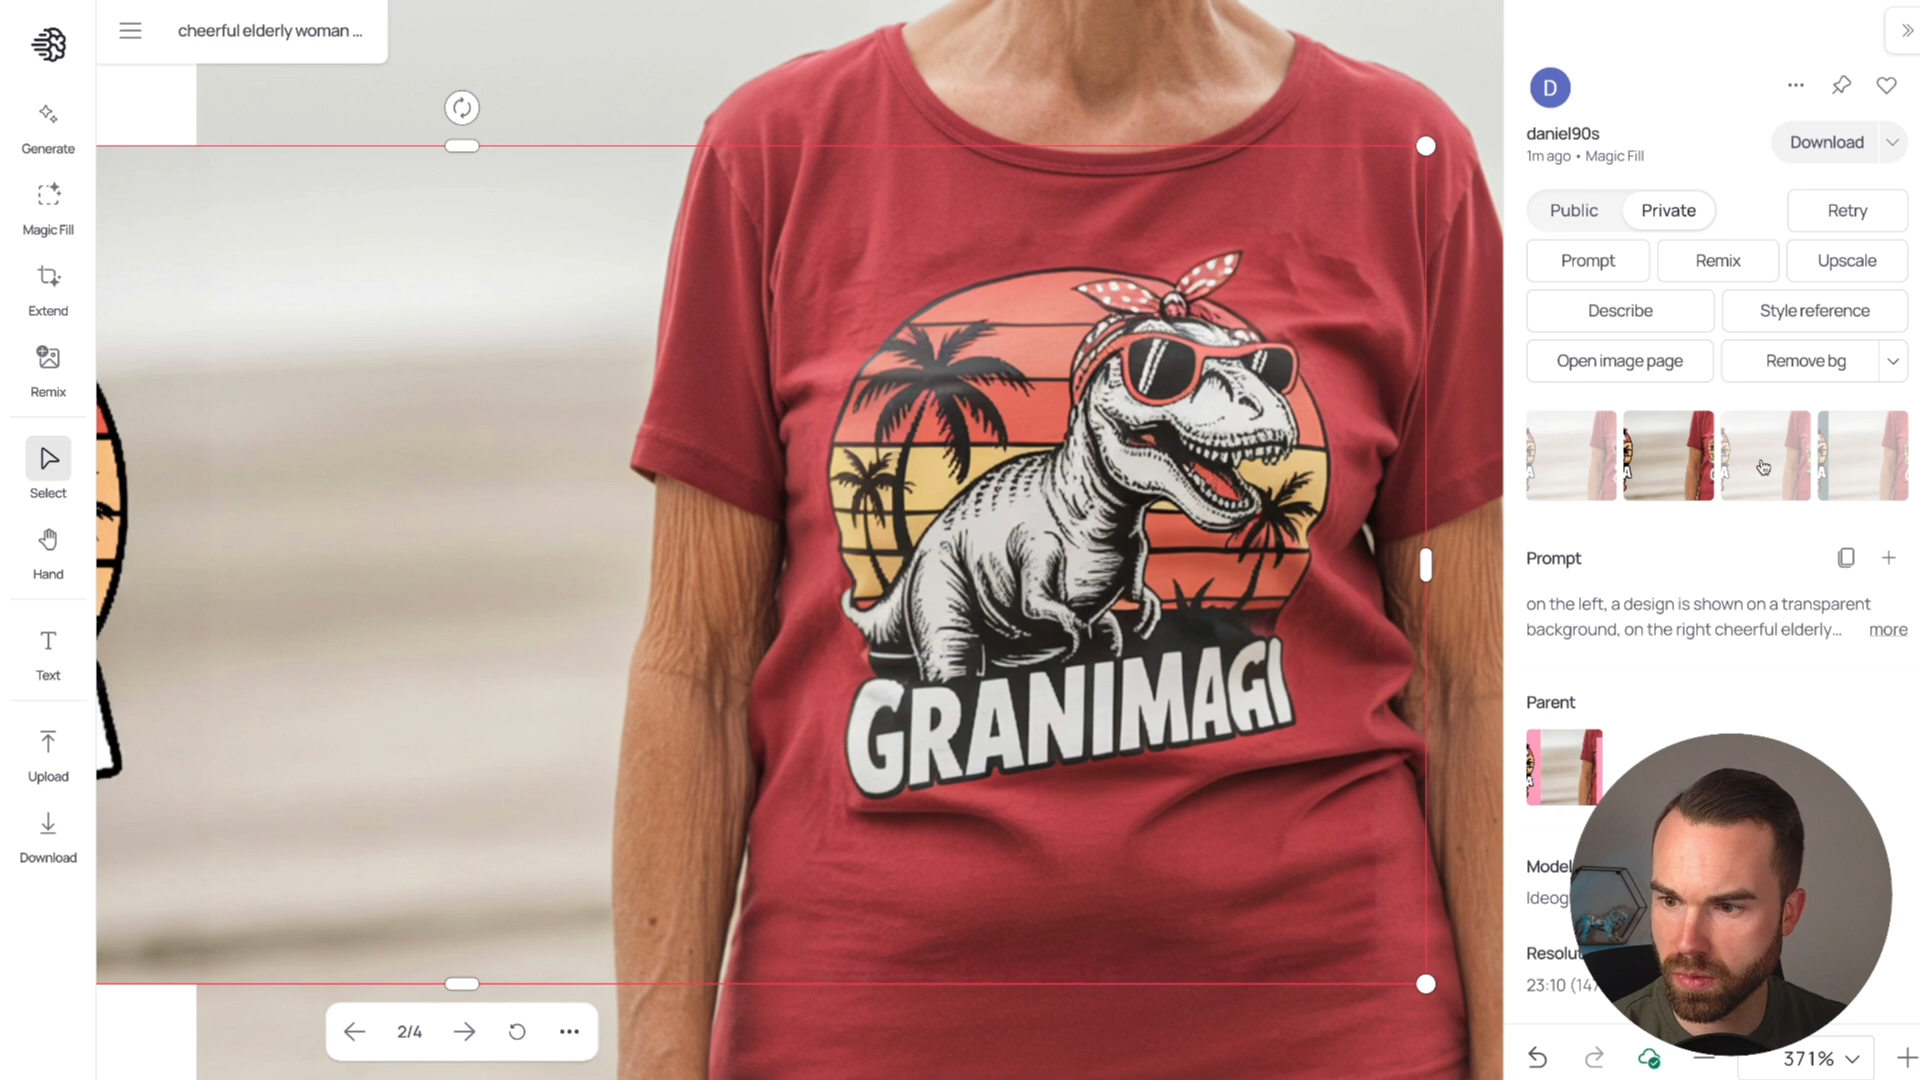 cheerful elderly woman ...
Generate
Magic Fill
Extend
Remix
Select
Hand
Text
Upload
Download
GRANIMAGI
2/4
D
daniel90s
1m ago • Magic Fill
Download
Public
Private
Retry
Prompt
Remix
Upscale
Describe
Style reference
Open image page
Remove bg
Prompt
on the left, a design is shown on a transparent
background, on the right cheerful elderly... more
Parent
Model
371%